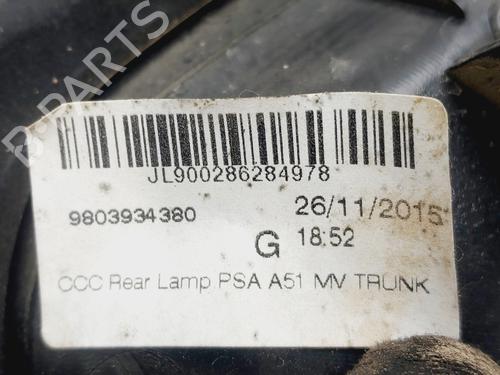 B-PARTS
JL900286284978
9803934380
26/11/2015
G 18:52
CCC Rear Lamp PSA A51 MV TRUNK